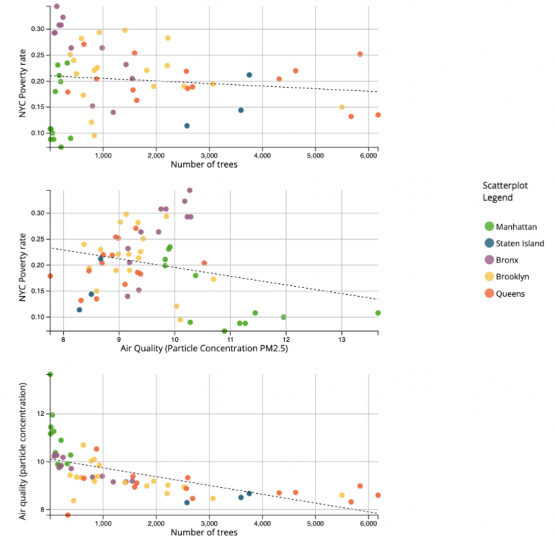 0.30
0.25
0.20
0.15
0.10
NYC Poverty rate
1,000 2,000 3,000 4,000 5,000 6,000
Number of trees
0.30
0.25
0.20
0.15
0.10
NYC Poverty rate
8 9 10 11 12 13
Air Quality (Particle Concentration PM2.5)
Scatterplot
Legend
Manhattan
Staten Island
Bronx
Brooklyn
Queens
12
10
8
Air quality (particle concentration)
1,000 2,000 3,000 4,000 5,000 6,000
Number of trees